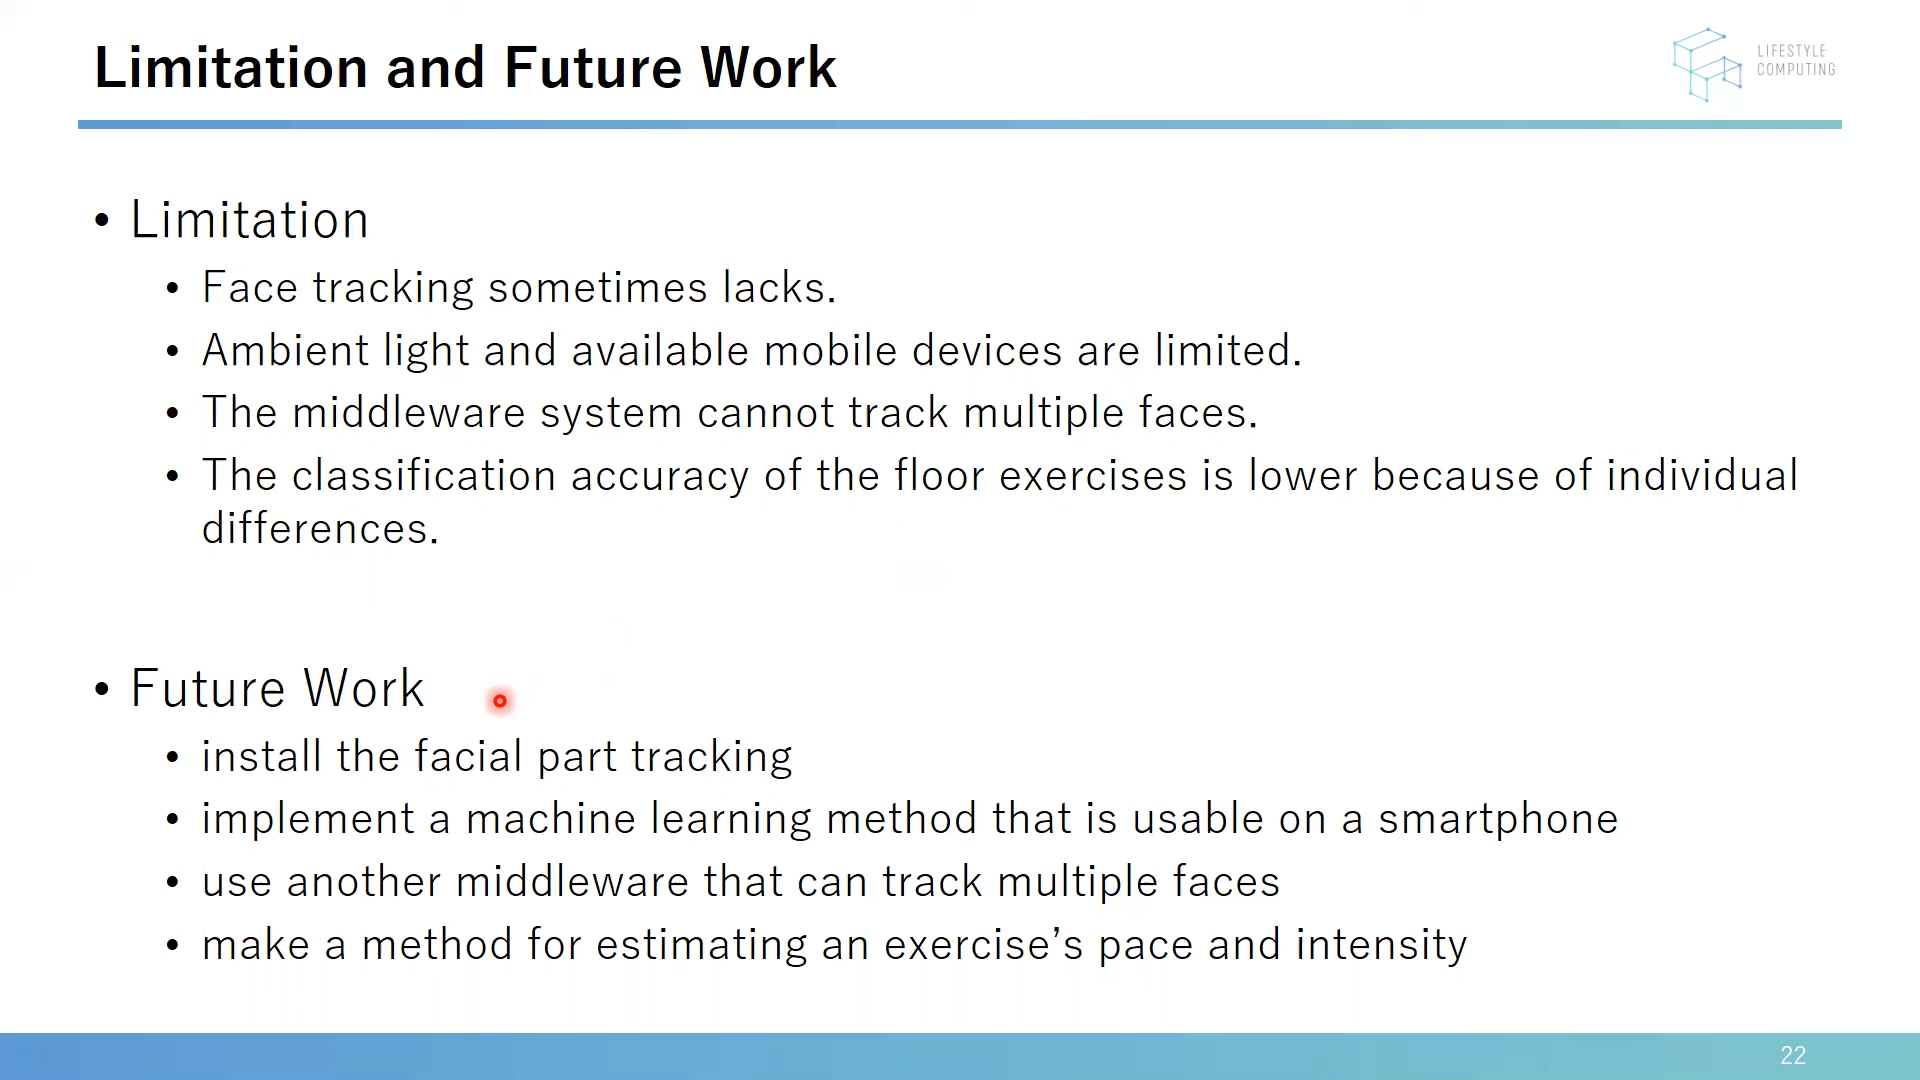 Limitation and Future Work
LIFESTYLE
COMPUTING
• Limitation
• Face tracking sometimes lacks.
• Ambient light and available mobile devices are limited.
• The middleware system cannot track multiple faces.
• The classification accuracy of the floor exercises is lower because of individual
differences.
• Future Work
• install the facial part tracking
• implement a machine learning method that is usable on a smartphone
• use another middleware that can track multiple faces
• make a method for estimating an exercise’s pace and intensity
22